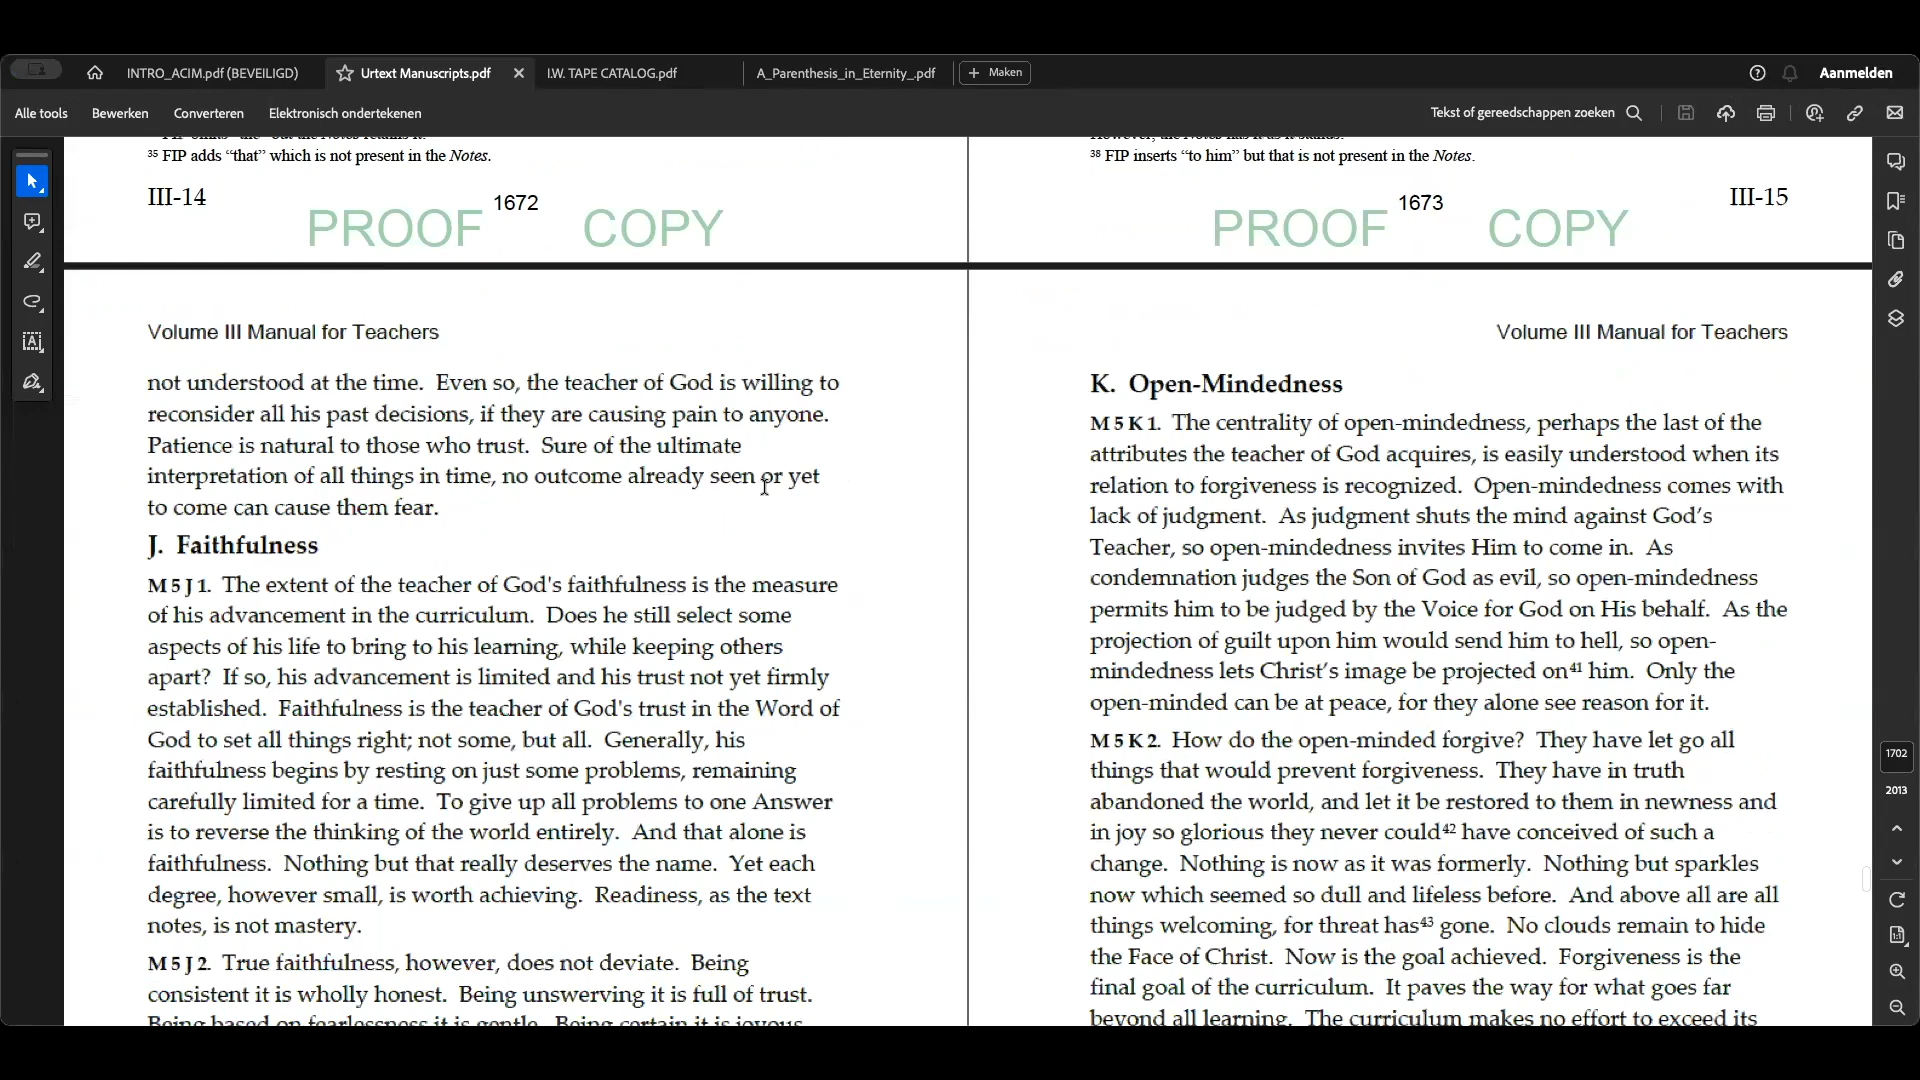 INTRO_ACIM.pdf (BEVEILIGD)
Urtext Manuscripts.pdf
I.W. TAPE CATALOG.pdf
A_Parenthesis_in_Eternity_.pdf
Maken
Aanmelden
Alle tools
Bewerken
Converteren
Elektronisch ondertekenen
Tekst of gereedschappen zoeken
35 FIP adds “that” which is not present in the Notes.
III-14
1672
PROOF COPY
38 FIP inserts “to him” but that is not present in the Notes.
1673
III-15
PROOF COPY
Volume III Manual for Teachers
not understood at the time. Even so, the teacher of God is willing to
reconsider all his past decisions, if they are causing pain to anyone.
Patience is natural to those who trust. Sure of the ultimate
interpretation of all things in time, no outcome already seen or yet
to come can cause them fear.
J. Faithfulness
M 5 J 1. The extent of the teacher of God's faithfulness is the measure
of his advancement in the curriculum. Does he still select some
aspects of his life to bring to his learning, while keeping others
apart? If so, his advancement is limited and his trust not yet firmly
established. Faithfulness is the teacher of God's trust in the Word of
God to set all things right; not some, but all. Generally, his
faithfulness begins by resting on just some problems, remaining
carefully limited for a time. To give up all problems to one Answer
is to reverse the thinking of the world entirely. And that alone is
faithfulness. Nothing but that really deserves the name. Yet each
degree, however small, is worth achieving. Readiness, as the text
notes, is not mastery.
M 5 J 2. True faithfulness, however, does not deviate. Being
consistent it is wholly honest. Being unswerving it is full of trust.
Being based on fearlessness it is gentle. Being certain it is joyous
Volume III Manual for Teachers
K. Open-Mindedness
M 5 K 1. The centrality of open-mindedness, perhaps the last of the
attributes the teacher of God acquires, is easily understood when its
relation to forgiveness is recognized. Open-mindedness comes with
lack of judgment. As judgment shuts the mind against God’s
Teacher, so open-mindedness invites Him to come in. As
condemnation judges the Son of God as evil, so open-mindedness
permits him to be judged by the Voice for God on His behalf. As the
projection of guilt upon him would send him to hell, so open-
mindedness lets Christ’s image be projected on41 him. Only the
open-minded can be at peace, for they alone see reason for it.
M 5 K 2. How do the open-minded forgive? They have let go all
things that would prevent forgiveness. They have in truth
abandoned the world, and let it be restored to them in newness and
in joy so glorious they never could42 have conceived of such a
change. Nothing is now as it was formerly. Nothing but sparkles
now which seemed so dull and lifeless before. And above all are all
things welcoming, for threat has43 gone. No clouds remain to hide
the Face of Christ. Now is the goal achieved. Forgiveness is the
final goal of the curriculum. It paves the way for what goes far
beyond all learning. The curriculum makes no effort to exceed its
1702
2013